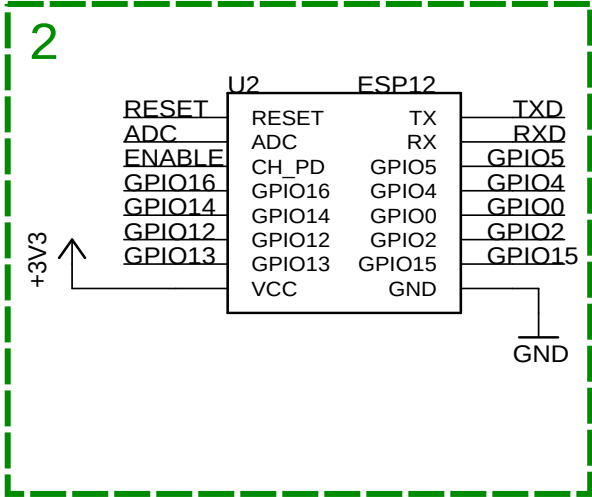 2
U2 ESP12
RESET RESET TX TXD
ADC ADC RX RXD
ENABLE CH_PD GPIO5 GPIO5
GPIO16 GPIO16 GPIO4 GPIO4
GPIO14 GPIO14 GPIO0 GPIO0
GPIO12 GPIO12 GPIO2 GPIO2
GPIO13 GPIO13 GPIO15 GPIO15
+3V3 VCC GND
GND